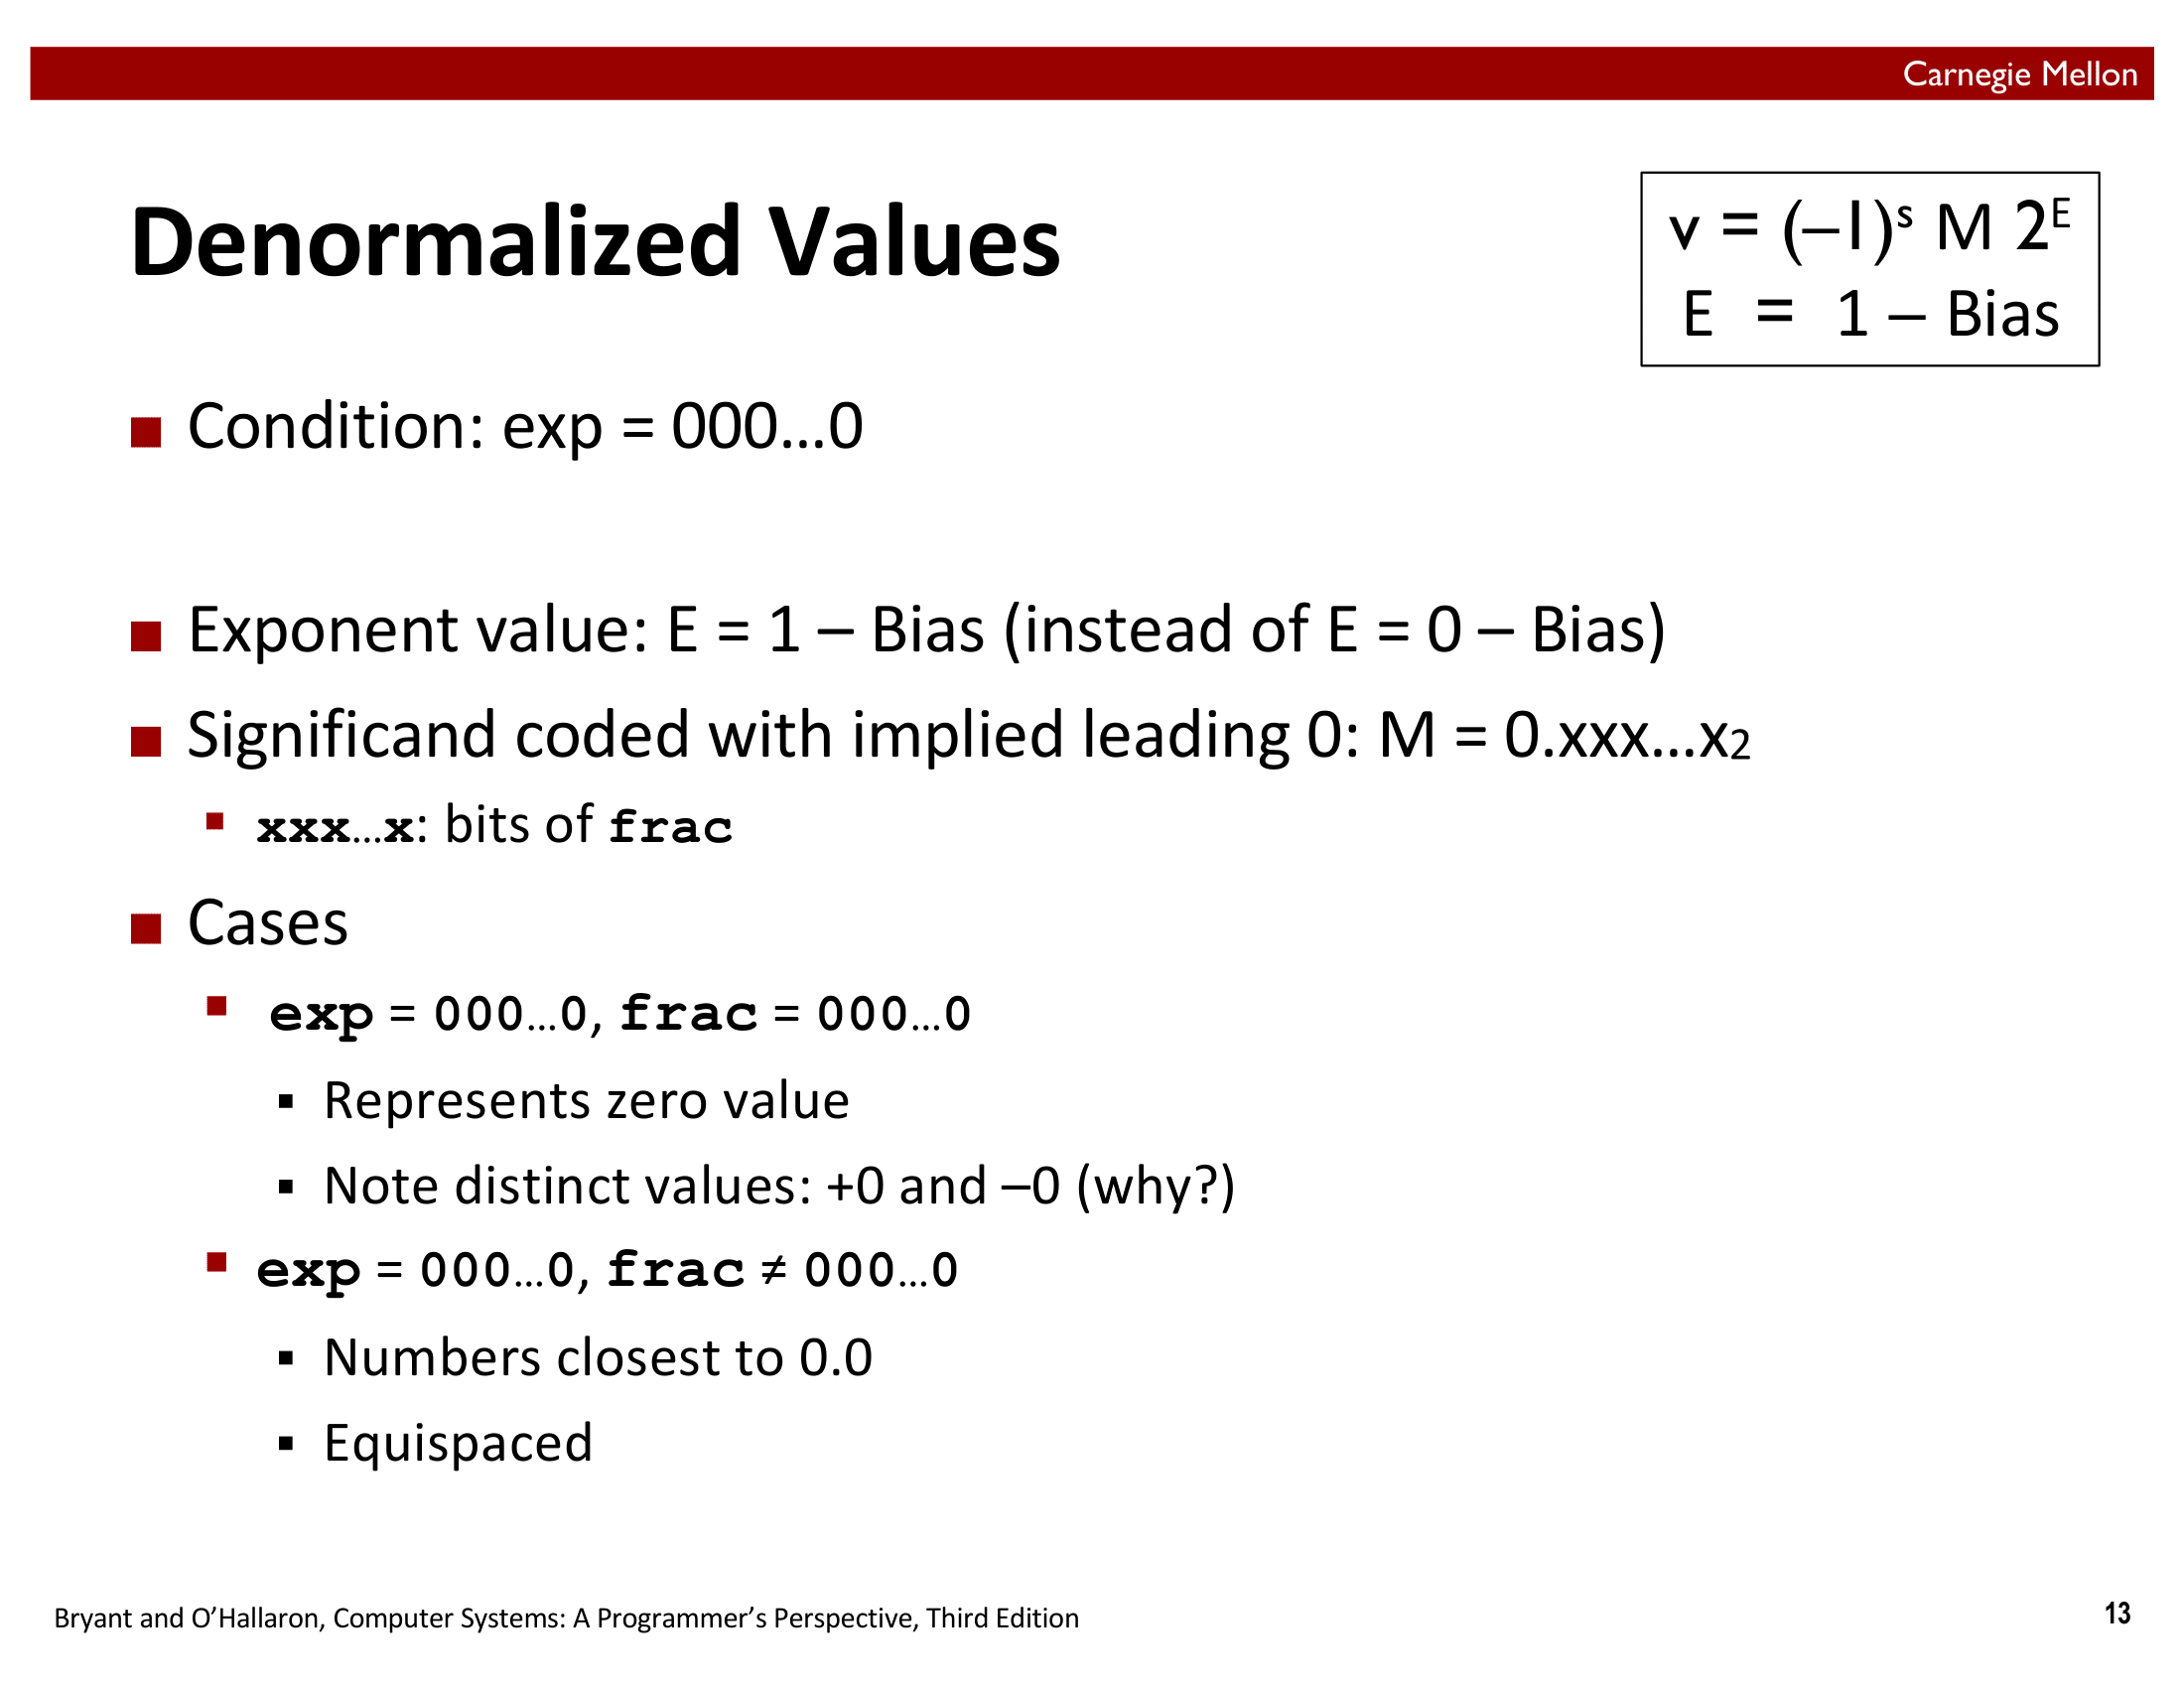 Carnegie Mellon
Denormalized Values
v = (–1)ˢ M 2ᴱ
E = 1 – Bias
■ Condition: exp = 000…0
■ Exponent value: E = 1 – Bias (instead of E = 0 – Bias)
■ Significand coded with implied leading 0: M = 0.xxx…x₂
▪ xxx…x: bits of frac
■ Cases
▪ exp = 000…0, frac = 000…0
▪ Represents zero value
▪ Note distinct values: +0 and –0 (why?)
▪ exp = 000…0, frac ≠ 000…0
▪ Numbers closest to 0.0
▪ Equispaced
Bryant and O’Hallaron, Computer Systems: A Programmer’s Perspective, Third Edition
13